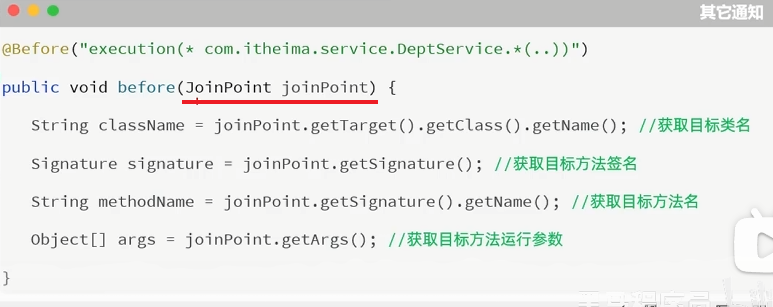 其它通知
@Before("execution(* com.itheima.service.DeptService.*(..))")
public void before(JoinPoint joinPoint) {
String className = joinPoint.getTarget().getClass().getName(); //获取目标类名
Signature signature = joinPoint.getSignature(); //获取目标方法签名
String methodName = joinPoint.getSignature().getName(); //获取目标方法名
Object[] args = joinPoint.getArgs(); //获取目标方法运行参数
}